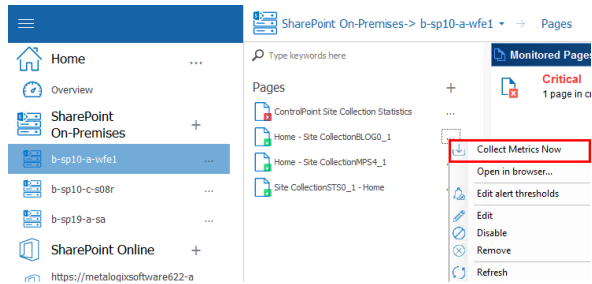 SharePoint On-Premises-> b-sp10-a-wfe1 → Pages
Home ...
Overview
SharePoint
On-Premises +
b-sp10-a-wfe1 ...
b-sp10-c-s08r ...
b-sp19-a-sa ...
SharePoint Online +
https://metalogixsoftware622-a
Type keywords here
Pages +
ControlPoint Site Collection Statistics ...
Home - Site CollectionBLOG0_1 ...
Home - Site CollectionMPS4_1
Site CollectionSTS0_1 - Home
Monitored Pages
Critical
1 page in cr
Collect Metrics Now
Open in browser...
Edit alert thresholds
Edit
Disable
Remove
Refresh